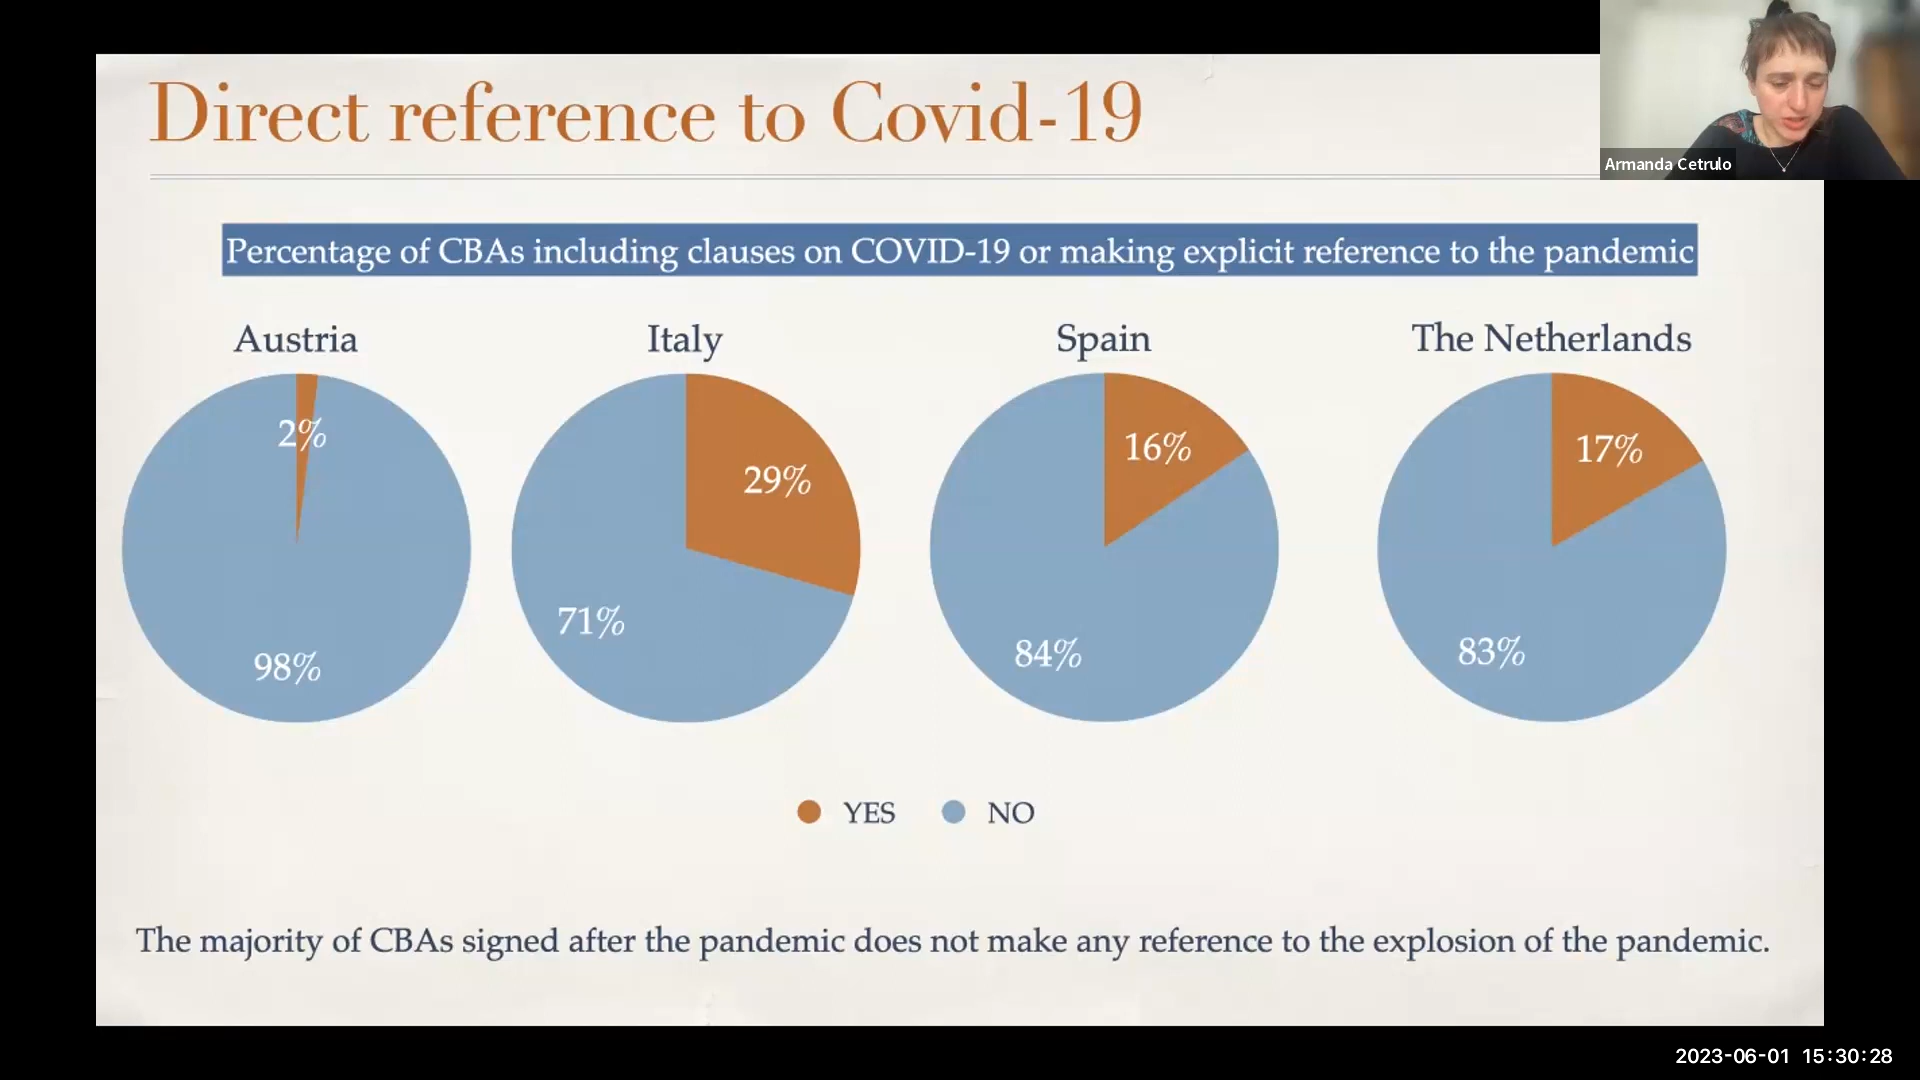 Direct reference to Covid-19
Armanda Cetrulo
Percentage of CBAs including clauses on COVID-19 or making explicit reference to the pandemic
Austria
Italy
Spain
The Netherlands
2%
98%
29%
71%
16%
84%
17%
83%
YES
NO
The majority of CBAs signed after the pandemic does not make any reference to the explosion of the pandemic.
2023-06-01 15:30:28